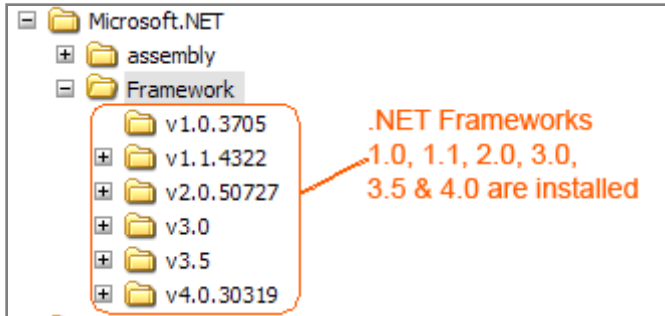 Microsoft.NET
assembly
Framework
v1.0.3705
v1.1.4322
v2.0.50727
v3.0
v3.5
v4.0.30319
.NET Frameworks
1.0, 1.1, 2.0, 3.0,
3.5 & 4.0 are installed